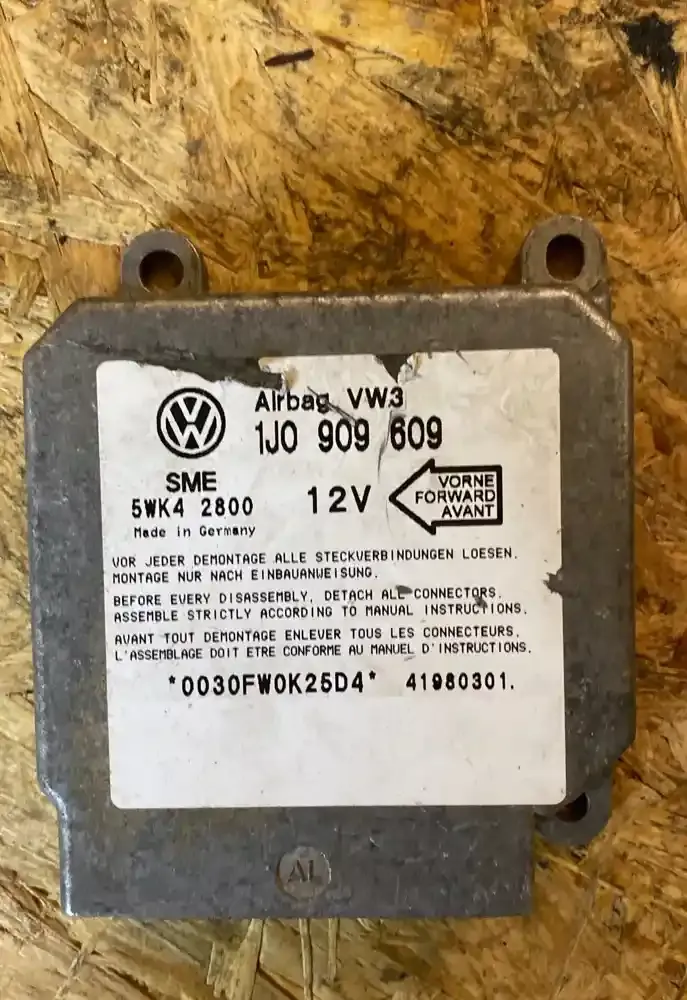 Airbag VW3
1J0 909 609
SME
5WK4 2800
Made in Germany
12V
VORNE
FORWARD
AVANT
VOR JEDER DEMONTAGE ALLE STECKVERBINDUNGEN LOESEN.
MONTAGE NUR NACH EINBAUANWEISUNG.
BEFORE EVERY DISASSEMBLY, DETACH ALL CONNECTORS.
ASSEMBLE STRICTLY ACCORDING TO MANUAL INSTRUCTIONS.
AVANT TOUT DEMONTAGE ENLEVER TOUS LES CONNECTEURS.
L'ASSEMBLAGE DOIT ETRE CONFORME AU MANUEL D'INSTRUCTIONS.
*0030FW0K25D4* 41980301.
AL